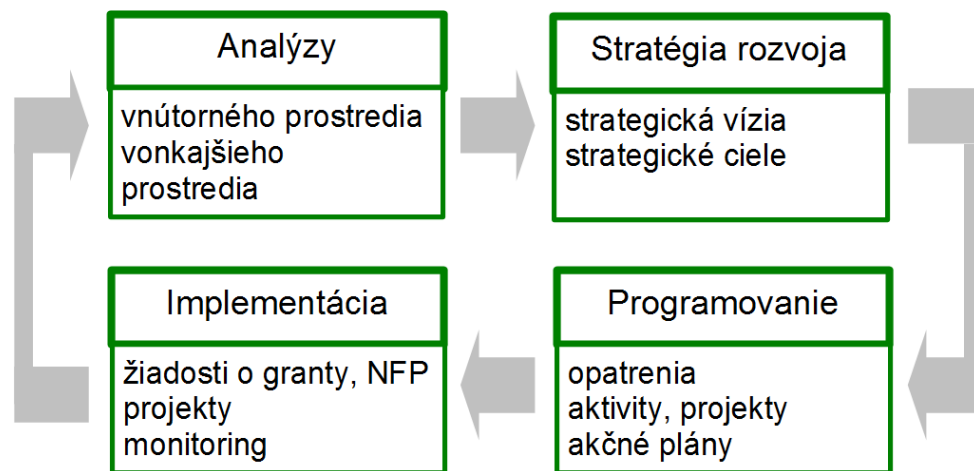 Analýzy
vnútorného prostredia
vonkajšieho
prostredia
Stratégia rozvoja
strategická vízia
strategické ciele
Implementácia
žiadosti o granty, NFP
projekty
monitoring
Programovanie
opatrenia
aktivity, projekty
akčné plány